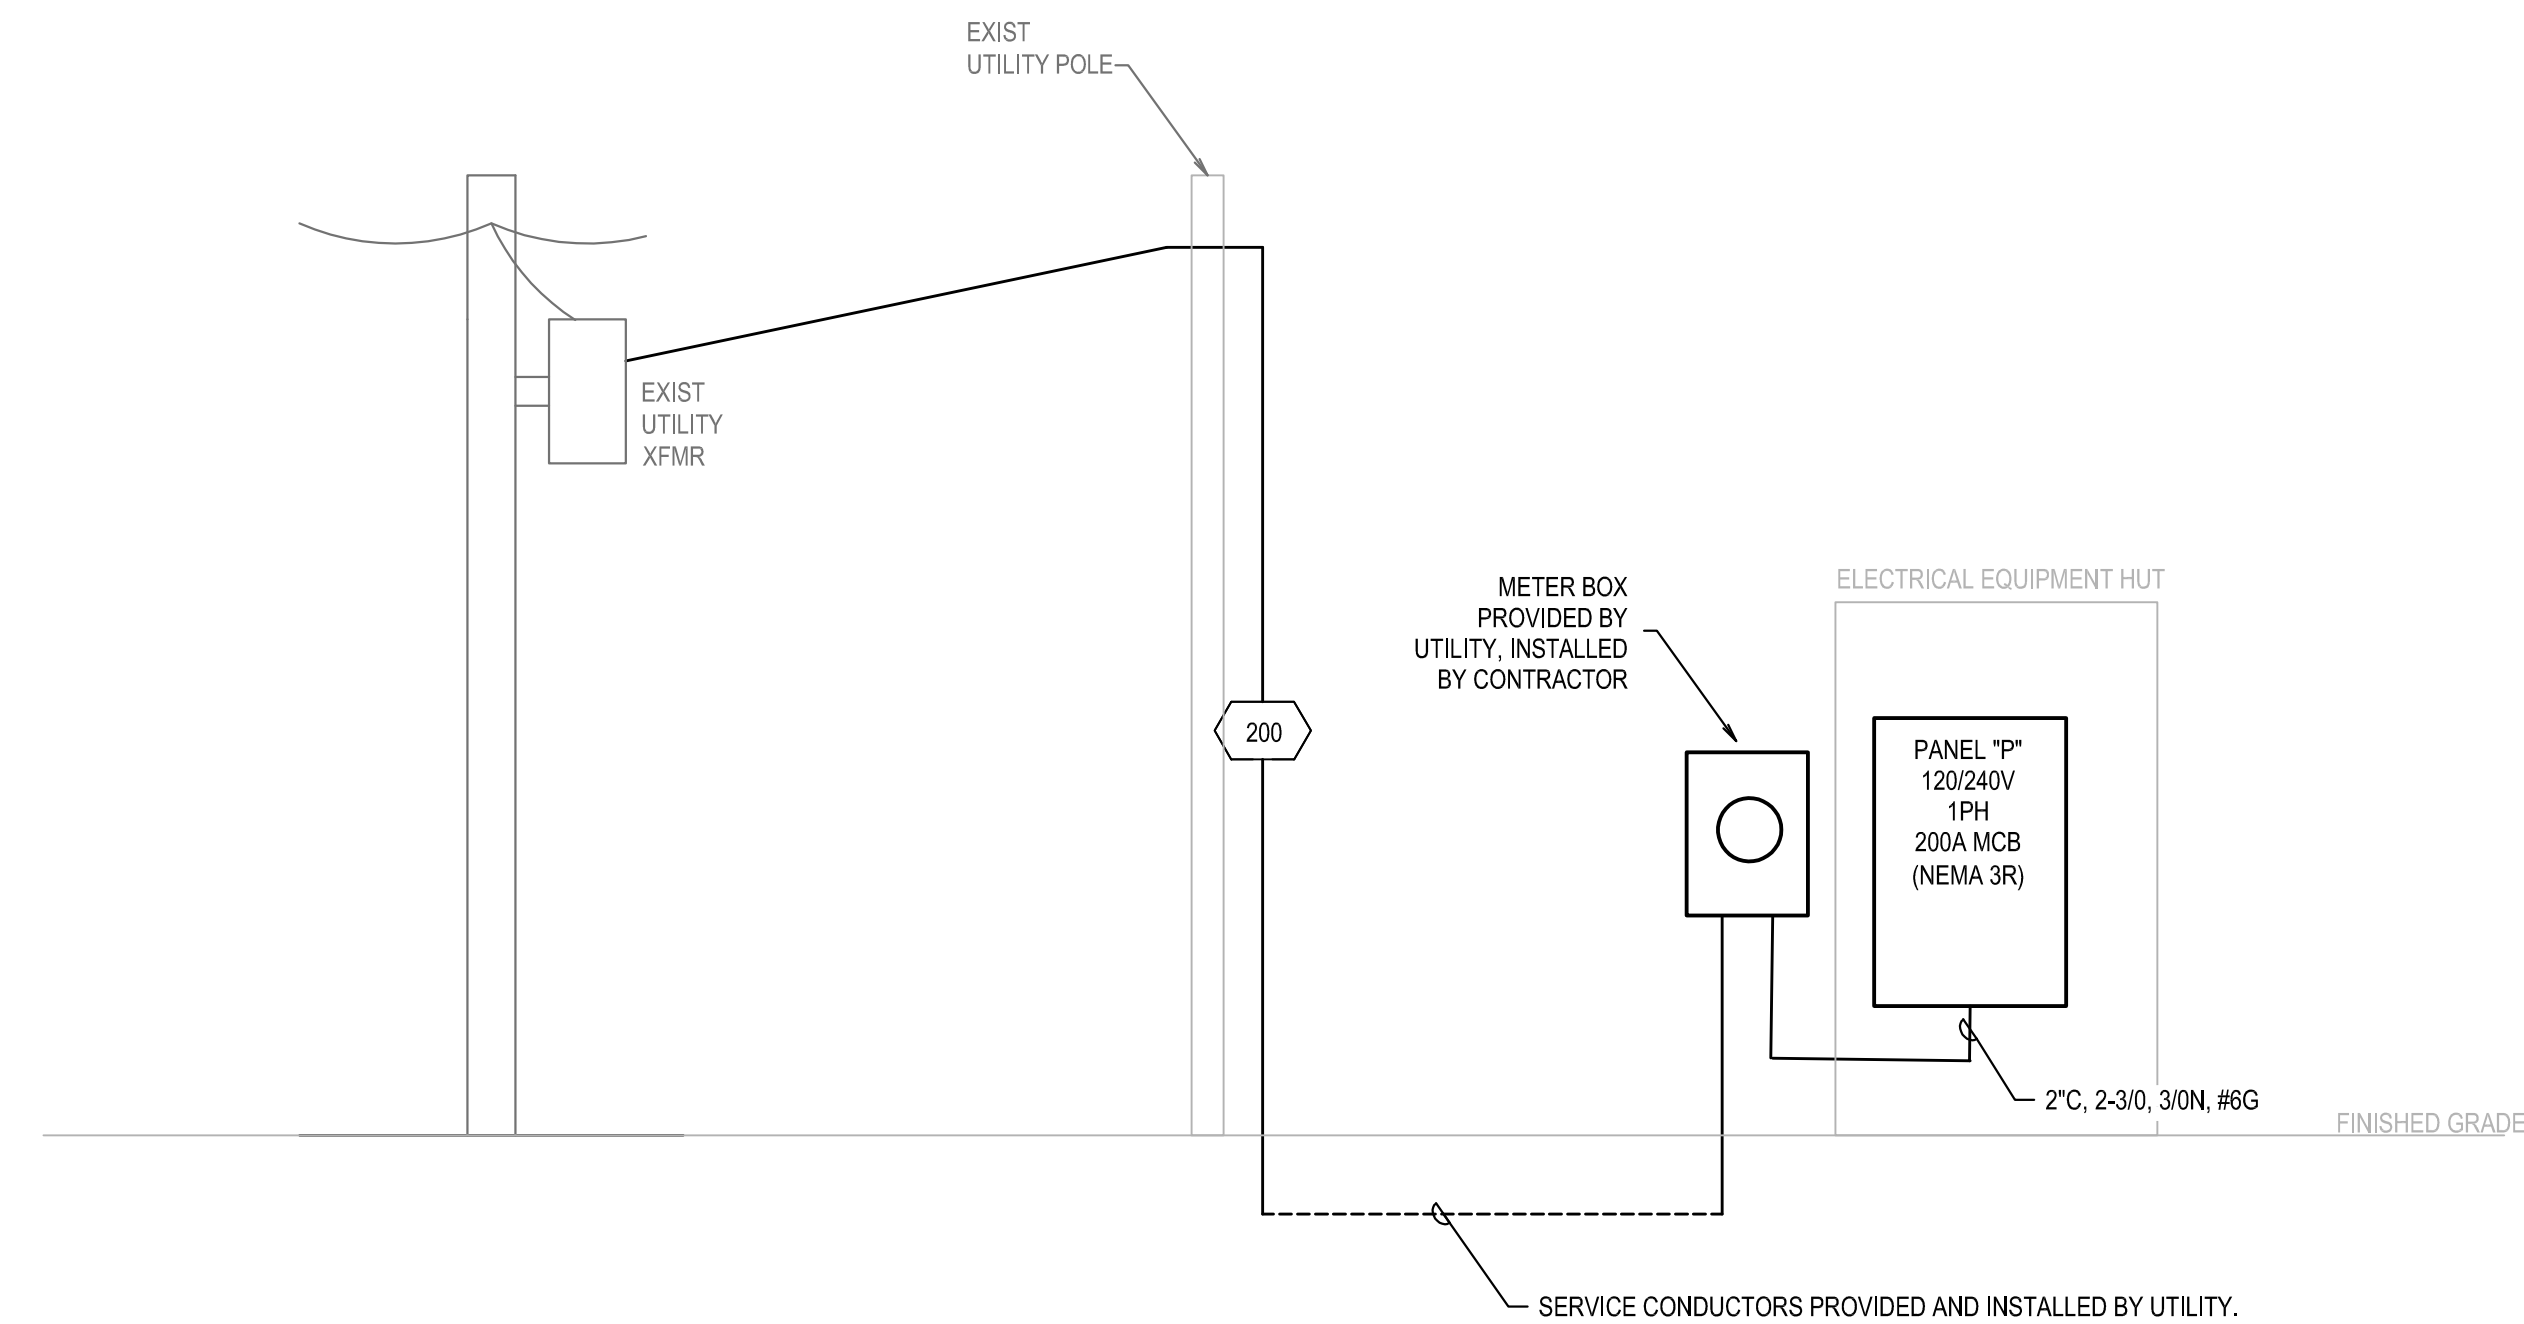 EXIST
UTILITY POLE
EXIST
UTILITY
XFMR
METER BOX
PROVIDED BY
UTILITY, INSTALLED
BY CONTRACTOR
ELECTRICAL EQUIPMENT HUT
200
PANEL "P"
120/240V
1PH
200A MCB
(NEMA 3R)
2"C, 2-3/0, 3/0N, #6G
FINISHED GRADE
SERVICE CONDUCTORS PROVIDED AND INSTALLED BY UTILITY.